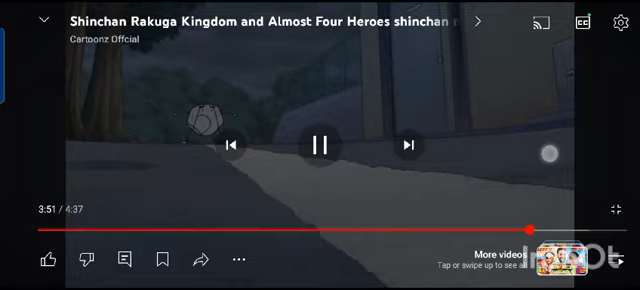 Shinchan Rakuga Kingdom and Almost Four Heroes shinchan
Cartoonz Offcial
CC
3:51 / 4:37
More videos
Tap or swipe up to see all